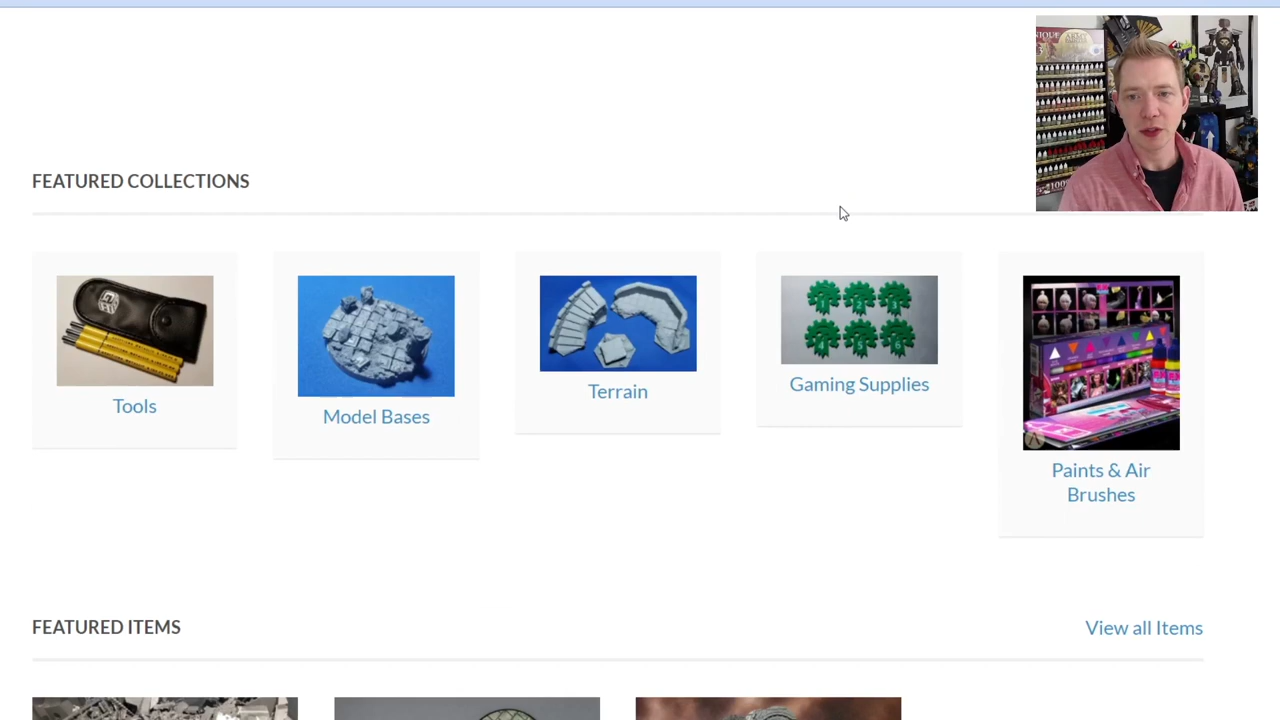 FEATURED COLLECTIONS
Tools
Model Bases
Terrain
Gaming Supplies
Paints & Air
Brushes
FEATURED ITEMS
View all Items